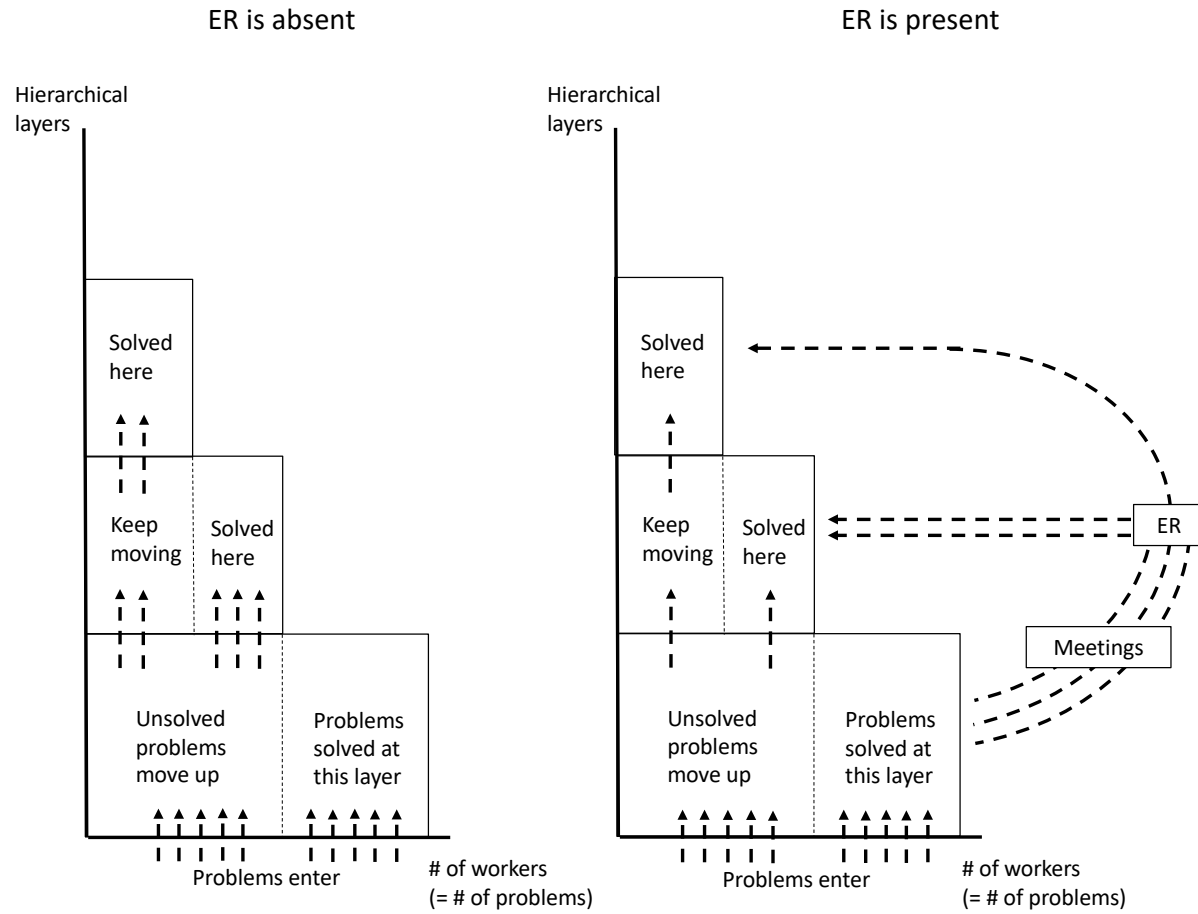 ER is absent
Hierarchical
layers
Solved
here
Keep
moving
Solved
here
Unsolved
problems
move up
Problems
solved at
this layer
Problems enter
# of workers
(= # of problems)
ER is present
Hierarchical
layers
Solved
here
Keep
moving
Solved
here
ER
Meetings
Unsolved
problems
move up
Problems
solved at
this layer
Problems enter
# of workers
(= # of problems)